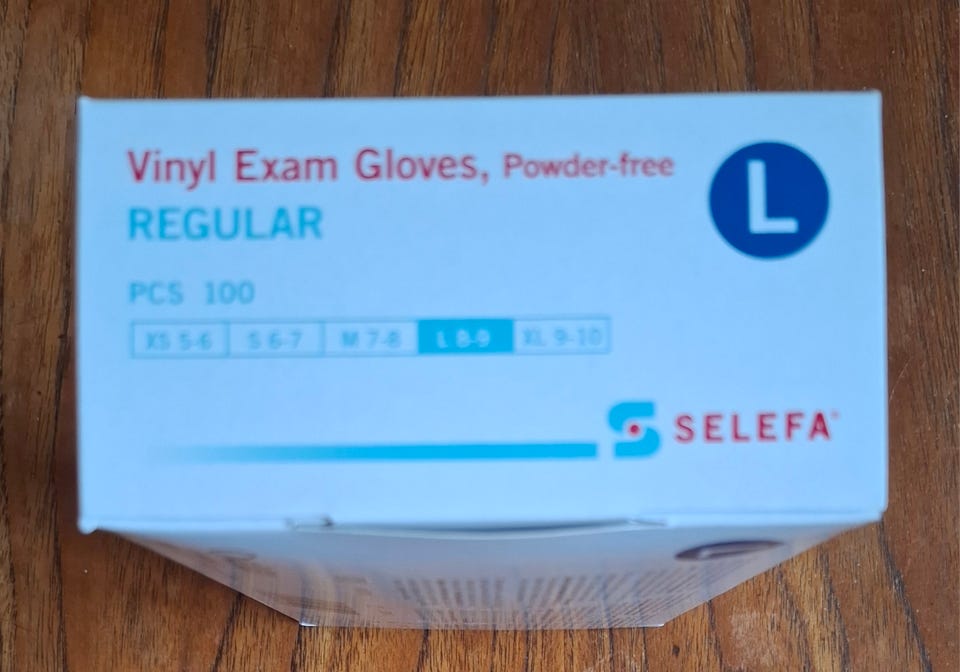 Vinyl Exam Gloves, Powder-free
L
REGULAR
PCS 100
XS 5-6 S 6-7 M 7-8 L 8-9 XL 9-10
SELEFA